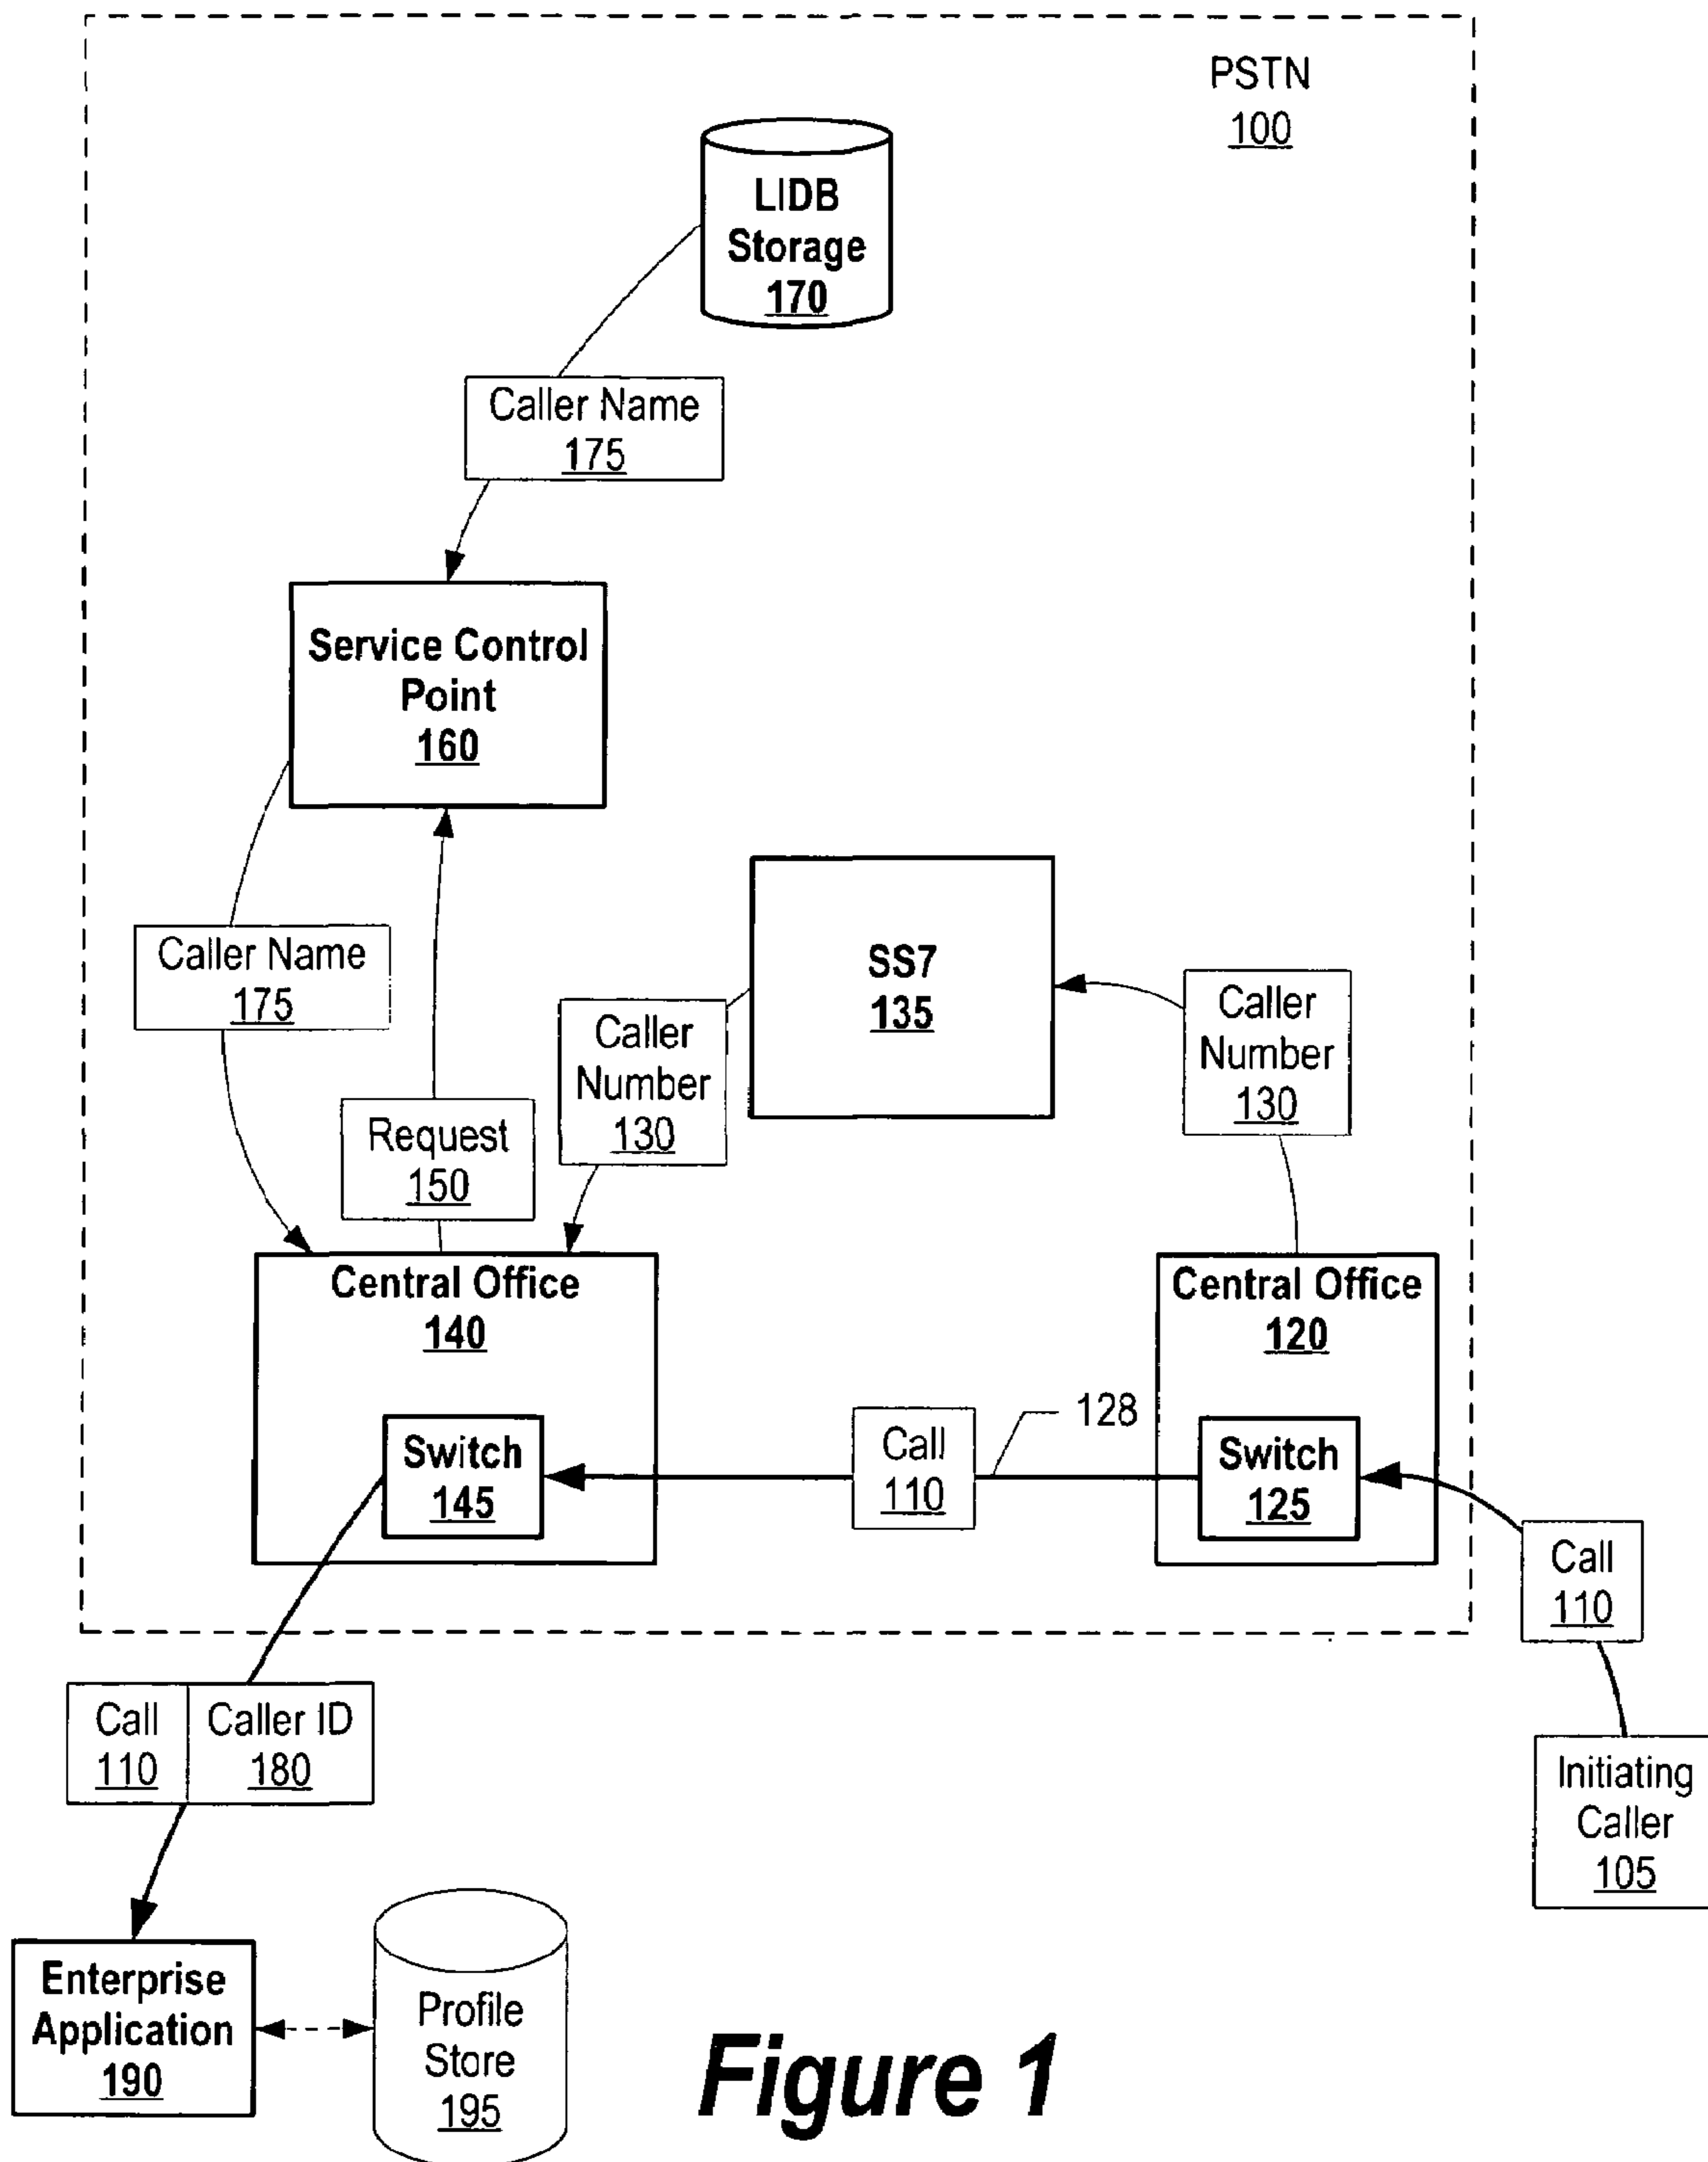 PSTN
100
LIDB
Storage
170
Caller Name
175
Service Control
Point
160
Caller Name
175
SS7
135
Caller
Number
130
Caller
Number
130
Request
150
Central Office
140
Central Office
120
128
Switch
145
Call
110
Switch
125
Call
110
Call
110
Caller ID
180
Initiating
Caller
105
Enterprise
Application
190
Profile
Store
195
Figure 1